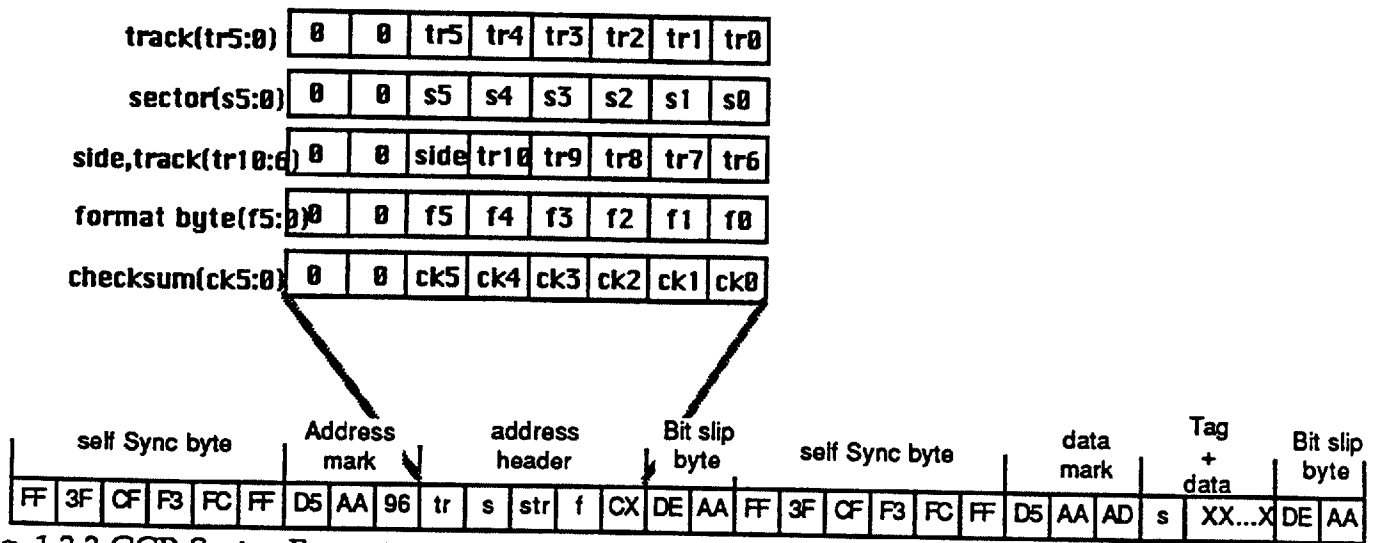 track(tr5:0) 0 0 tr5 tr4 tr3 tr2 tr1 tr0
sector(s5:0) 0 0 s5 s4 s3 s2 s1 s0
side,track(tr10:6) 0 0 side tr10 tr9 tr8 tr7 tr6
format byte(f5:0) 0 0 f5 f4 f3 f2 f1 f0
checksum(ck5:0) 0 0 ck5 ck4 ck3 ck2 ck1 ck0
self Sync byte
Address
mark
address
header
Bit slip
byte
self Sync byte
data
mark
Tag
+
data
Bit slip
byte
FF 3F CF F3 FC FF D5 AA 96 tr s str f CX DE AA FF 3F CF F3 FC FF D5 AA AD s XX...X DE AA